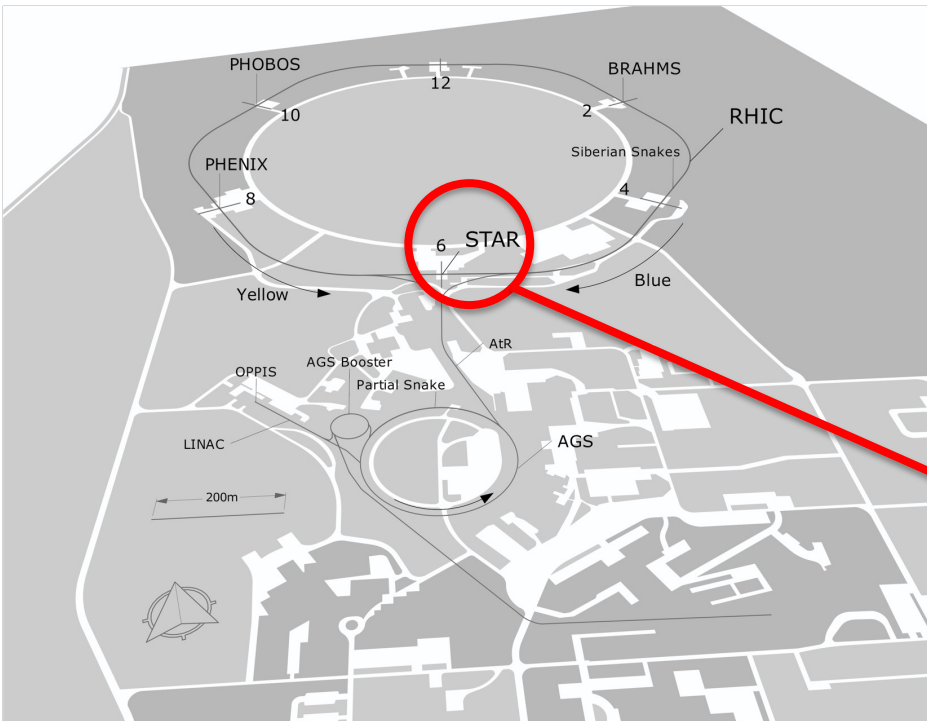 PHOBOS
12
BRAHMS
10
2
RHIC
Siberian Snakes
PHENIX
8
4
6 STAR
Yellow
Blue
AtR
AGS Booster
OPPIS
Partial Snake
LINAC
AGS
200m